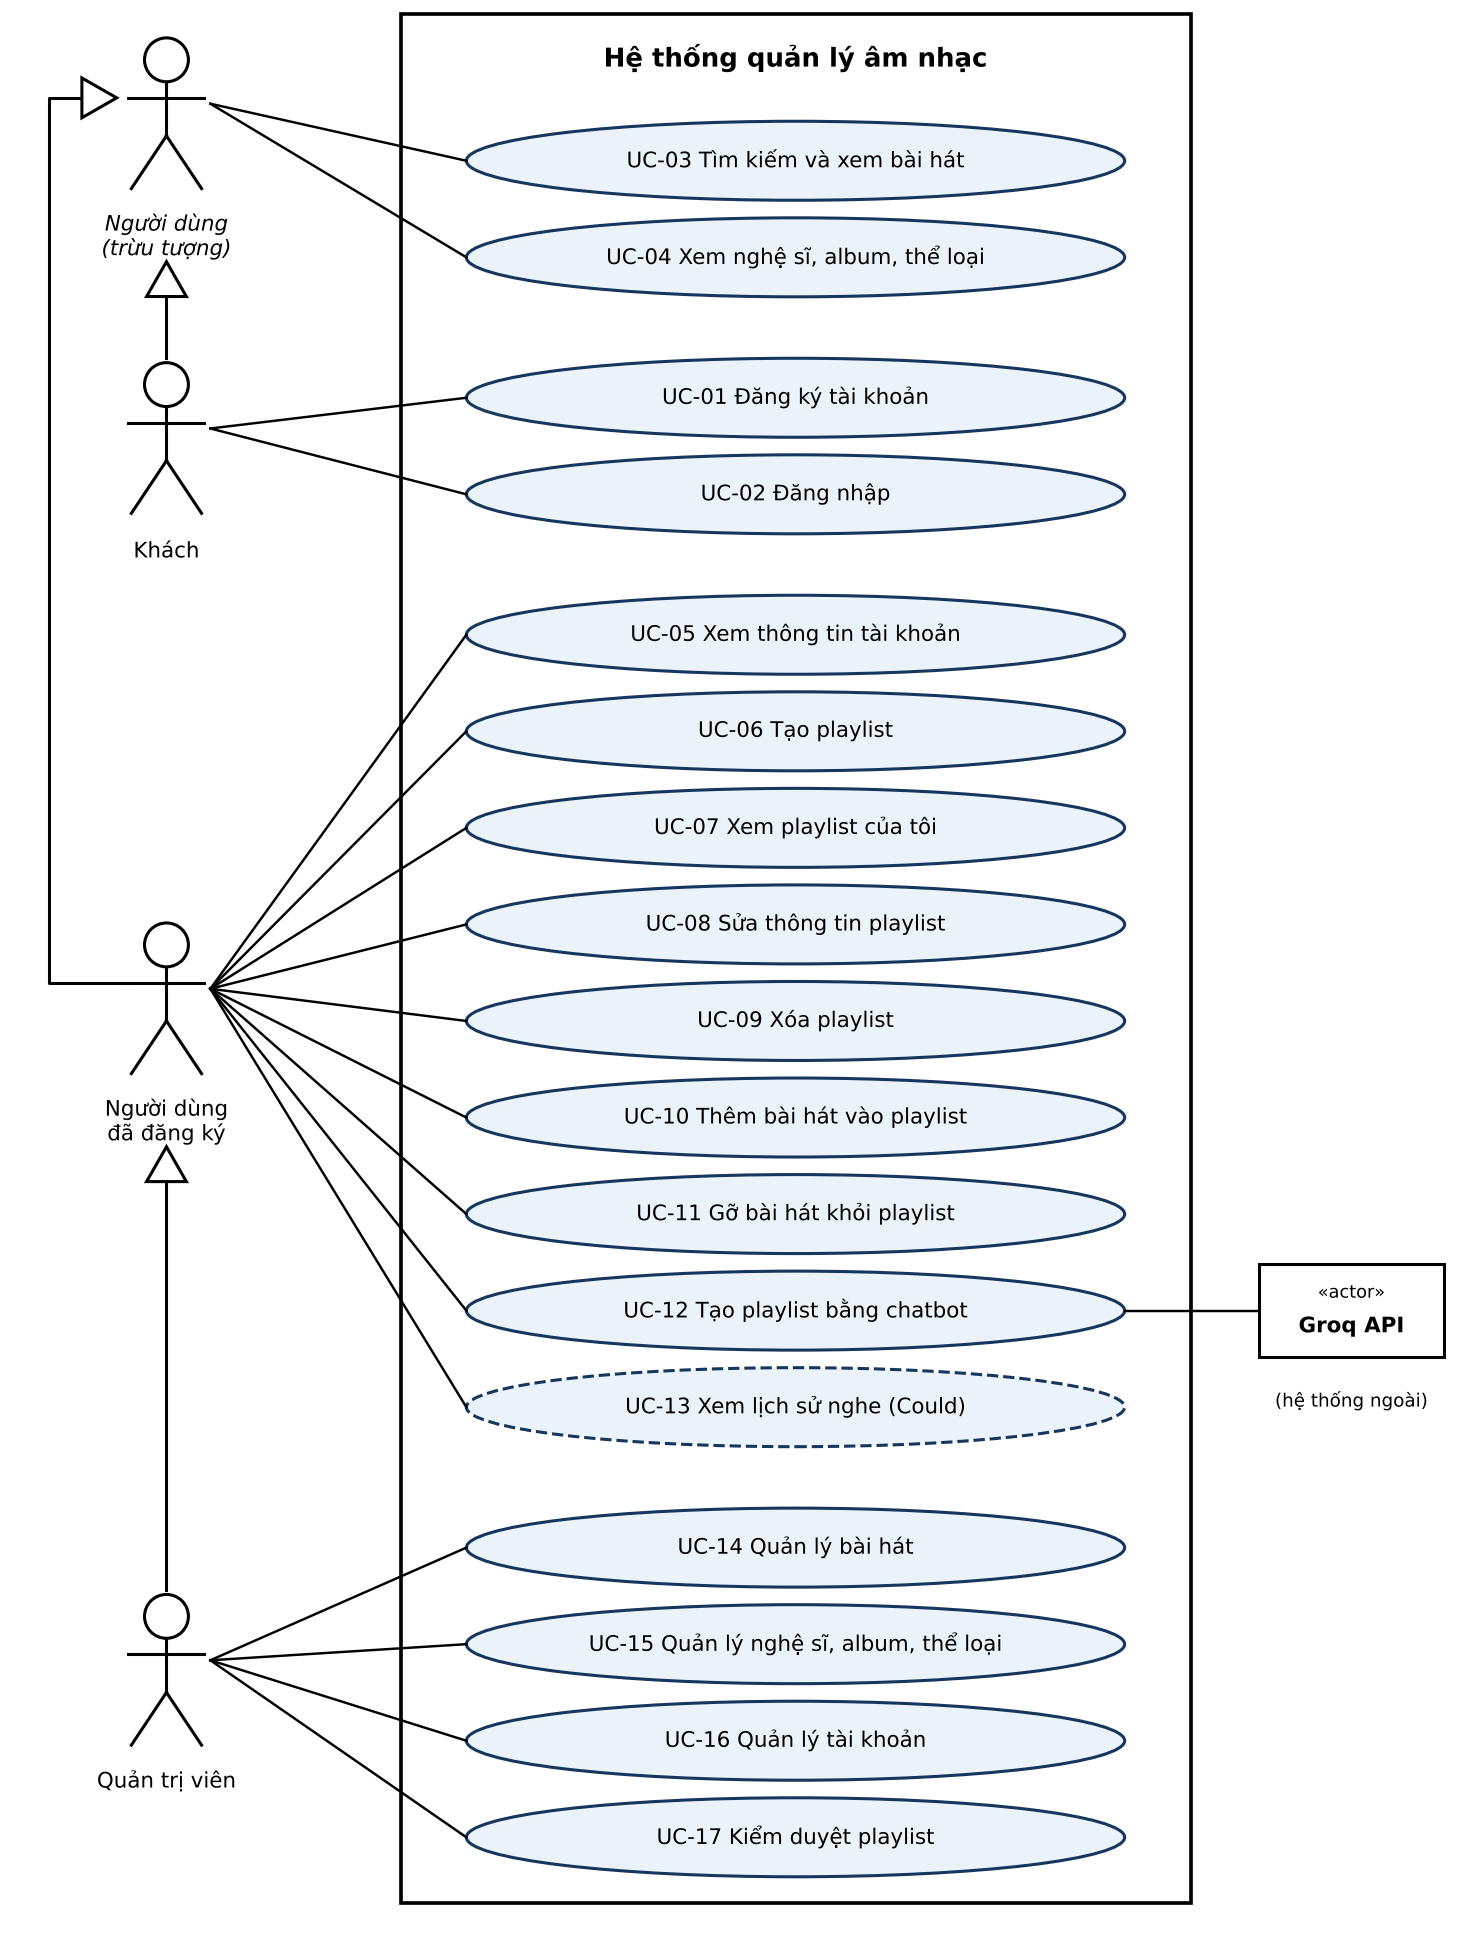 Hệ thống quản lý âm nhạc
UC-03 Tìm kiếm và xem bài hát
Người dùng
(trừu tượng)
UC-04 Xem nghệ sĩ, album, thể loại
UC-01 Đăng ký tài khoản
UC-02 Đăng nhập
Khách
UC-05 Xem thông tin tài khoản
UC-06 Tạo playlist
UC-07 Xem playlist của tôi
UC-08 Sửa thông tin playlist
UC-09 Xóa playlist
Người dùng
đã đăng ký
UC-10 Thêm bài hát vào playlist
UC-11 Gỡ bài hát khỏi playlist
UC-12 Tạo playlist bằng chatbot
«actor»
Groq API
(hệ thống ngoài)
UC-13 Xem lịch sử nghe (Could)
UC-14 Quản lý bài hát
UC-15 Quản lý nghệ sĩ, album, thể loại
UC-16 Quản lý tài khoản
Quản trị viên
UC-17 Kiểm duyệt playlist